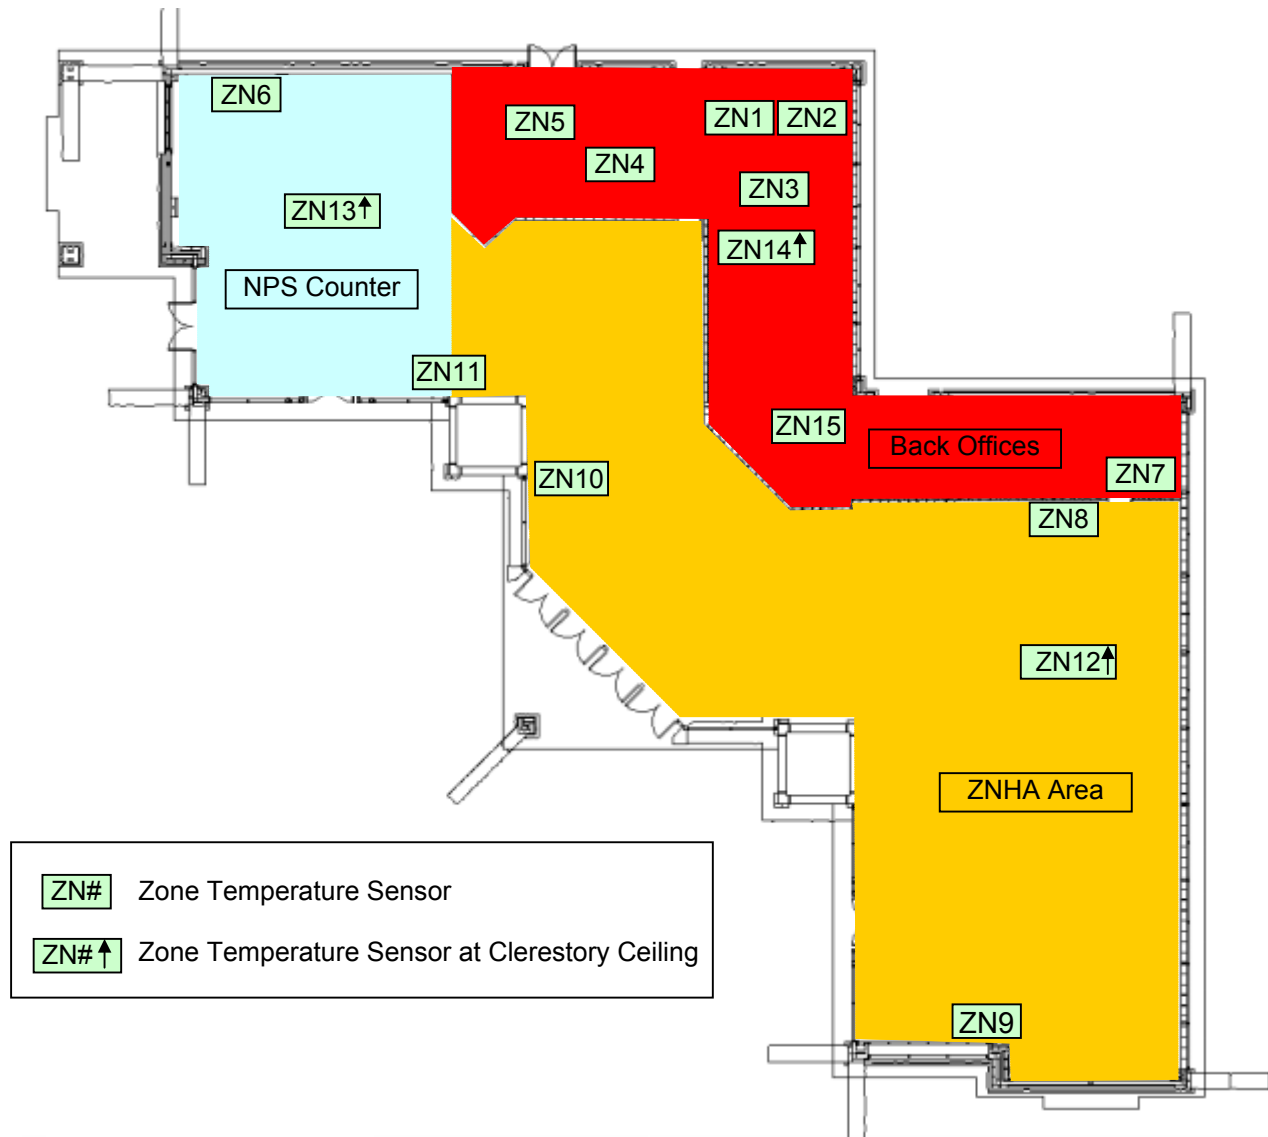 ZN6
ZN5
ZN1
ZN2
ZN4
ZN3
ZN13↑
ZN14↑
NPS Counter
ZN11
ZN15
Back Offices
ZN10
ZN7
ZN8
ZN12↑
ZNHA Area
ZN# Zone Temperature Sensor
ZN#↑ Zone Temperature Sensor at Clerestory Ceiling
ZN9